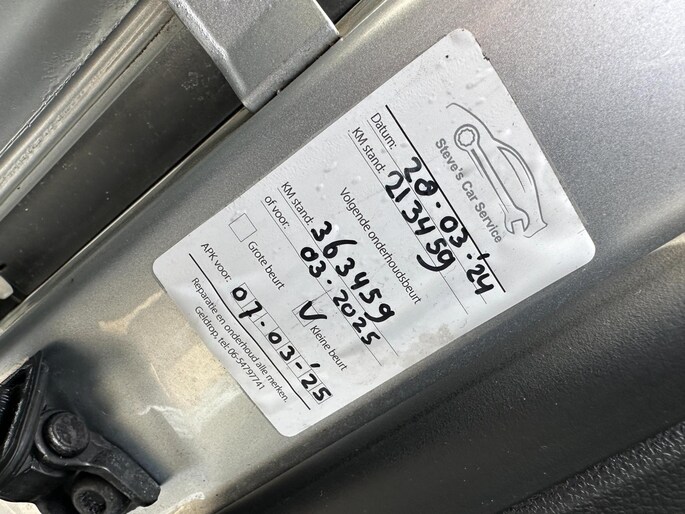 Steve's Car Service
Datum: 28-03-'24
KM stand: 213459
Volgende onderhoudsbeurt
KM stand: 363459
of voor: 03-2025
Grote beurt V Kleine beurt
APK voor: 07-03-'25
Reparatie en onderhoud alle merken.
Geldrop, tel: 06-54797741